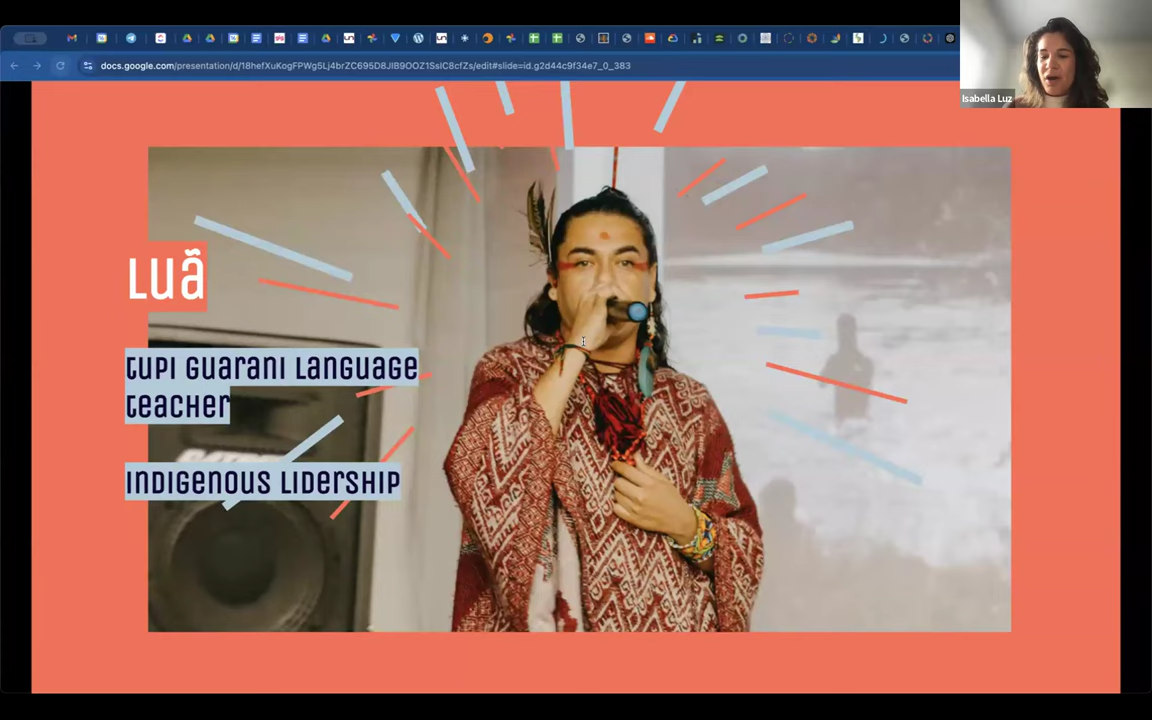 docs.google.com/presentation/d/18hefXuKogFPWg5Lj4brZC695D8JIB9OOZ1SslC8cfZs/edit#slide=id.g2d44c9f34e7_0_383
Isabella Luz
Luã
tupi guarani Language
teacher
Indigenous Lidership